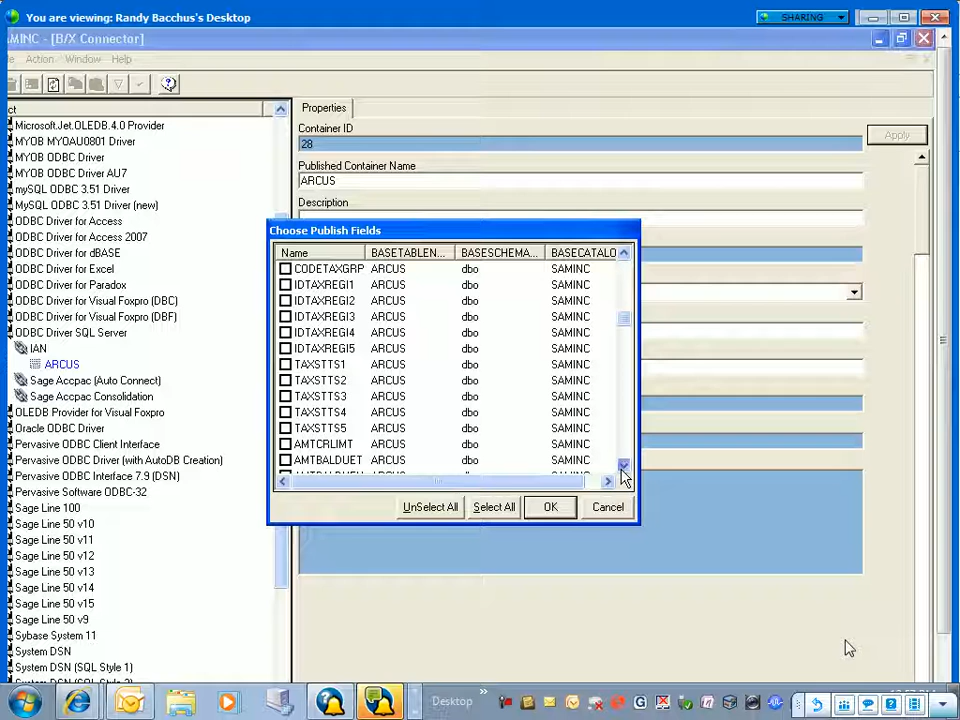 You are viewing: Randy Bacchus's Desktop
SHARING
AMINC - [B/X Connector]
Action Window Help
ct
Microsoft.Jet.OLEDB.4.0 Provider
MYOB MYOAU0801 Driver
MYOB ODBC Driver
MYOB ODBC Driver AU7
mySQL ODBC 3.51 Driver
MySQL ODBC 3.51 Driver (new)
ODBC Driver for Access
ODBC Driver for Access 2007
ODBC Driver for dBASE
ODBC Driver for Excel
ODBC Driver for Paradox
ODBC Driver for Visual Foxpro (DBC)
ODBC Driver for Visual Foxpro (DBF)
ODBC Driver SQL Server
IAN
ARCUS
Sage Accpac (Auto Connect)
Sage Accpac Consolidation
OLEDB Provider for Visual Foxpro
Oracle ODBC Driver
Pervasive ODBC Client Interface
Pervasive ODBC Driver (with AutoDBQ Creation)
Pervasive Software ODBC Interface 7.9 (DSN)
Pervasive Software ODBC-32
Sage Line 100
Sage Line 50 v10
Sage Line 50 v11
Sage Line 50 v12
Sage Line 50 v13
Sage Line 50 v14
Sage Line 50 v15
Sage Line 50 v9
Sybase System 11
System DSN
System DSN (SQL Style 1)
Properties
Container ID
28
Apply
Published Container Name
ARCUS
Description
Choose Publish Fields
Name BASETABLEN... BASESCHEMA... BASECATALO
CODETAXGRP ARCUS dbo SAMINC
IDTAXREGI1 ARCUS dbo SAMINC
IDTAXREGI2 ARCUS dbo SAMINC
IDTAXREGI3 ARCUS dbo SAMINC
IDTAXREGI4 ARCUS dbo SAMINC
IDTAXREGI5 ARCUS dbo SAMINC
TAXSTTS1 ARCUS dbo SAMINC
TAXSTTS2 ARCUS dbo SAMINC
TAXSTTS3 ARCUS dbo SAMINC
TAXSTTS4 ARCUS dbo SAMINC
TAXSTTS5 ARCUS dbo SAMINC
AMTCRLIMT ARCUS dbo SAMINC
AMTBALDUET ARCUS dbo SAMINC
UnSelect All Select All OK Cancel
Desktop